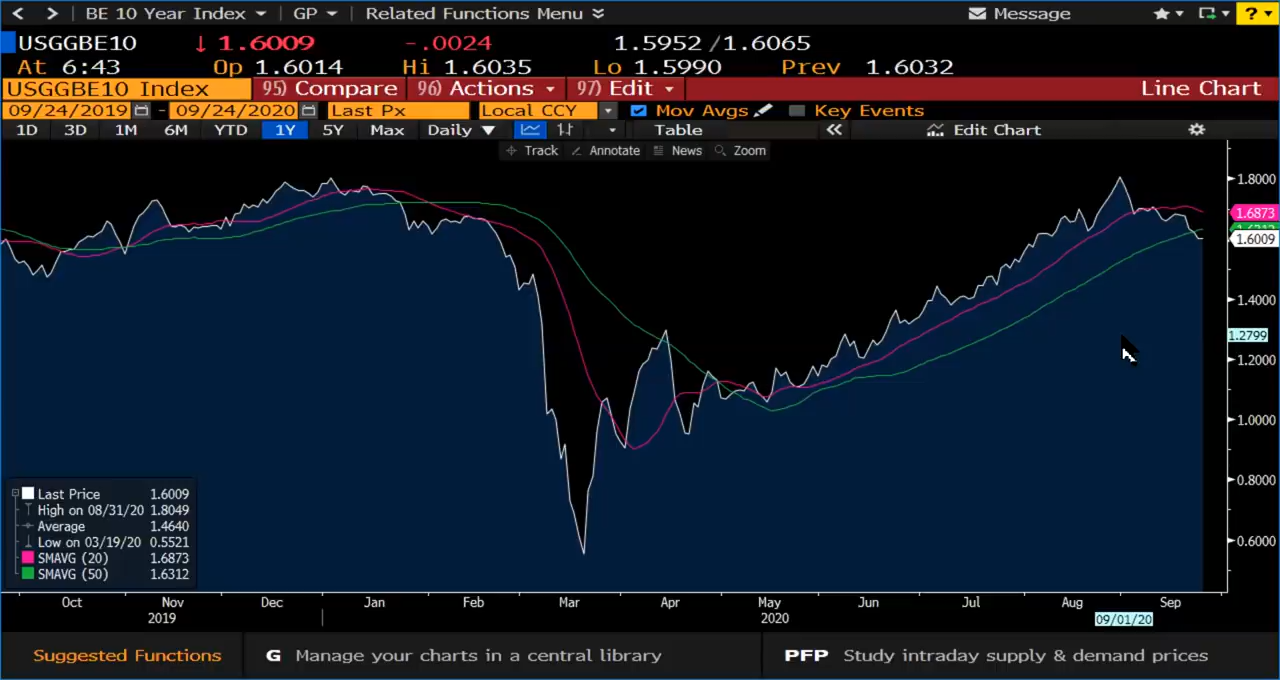 BE 10 Year Index GP Related Functions Menu Message ?
USGGBE10 ↓ 1.6009 -.0024 1.5952/1.6065
At 6:43 Op 1.6014 Hi 1.6035 Lo 1.5990 Prev 1.6032
USGGBE10 Index 95) Compare 96) Actions 97) Edit Line Chart
09/24/2019 - 09/24/2020 Last Px Local CCY Mov Avgs Key Events
1D 3D 1M 6M YTD 1Y 5Y Max Daily ▼ Table « Edit Chart
Track Annotate News Zoom
1.8000
1.6873
1.6312
1.6009
1.4000
1.2799
1.2000
1.0000
0.8000
0.6000
Last Price 1.6009
High on 08/31/20 1.8049
Average 1.4640
Low on 03/19/20 0.5521
SMAVG (20) 1.6873
SMAVG (50) 1.6312
Oct Nov Dec Jan Feb Mar Apr May Jun Jul Aug Sep
2019 2020 09/01/20
Suggested Functions G Manage your charts in a central library PFP Study intraday supply & demand prices